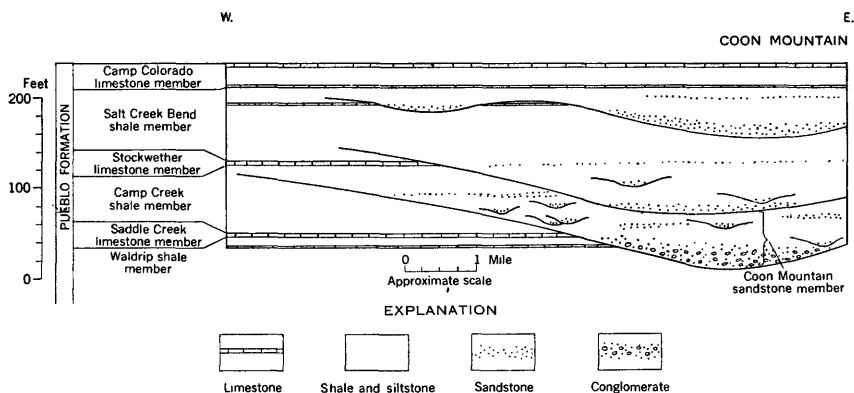 W.
E.
COON MOUNTAIN
Feet
200
100
0
PUEBLO FORMATION
Camp Colorado
limestone member
Salt Creek Bend
shale member
Stockwether
limestone member
Camp Creek
shale member
Saddle Creek
limestone member
Waldrip shale
member
0 1 Mile
Approximate scale
Coon Mountain
sandstone member
EXPLANATION
Limestone
Shale and siltstone
Sandstone
Conglomerate